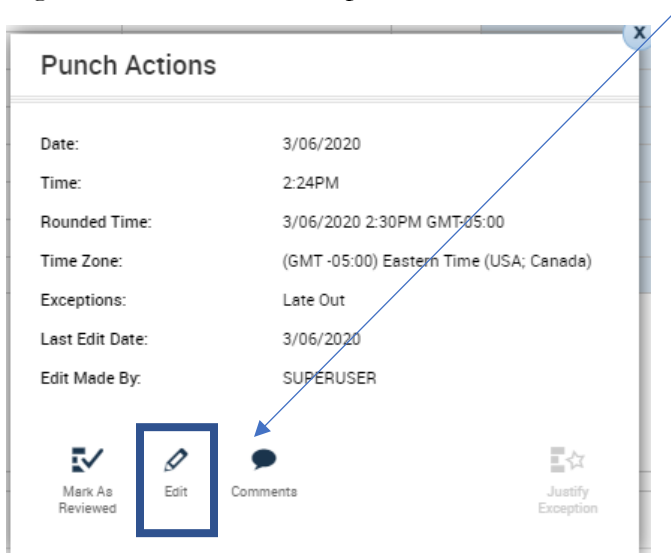 X
Punch Actions
Date: 3/06/2020
Time: 2:24PM
Rounded Time: 3/06/2020 2:30PM GMT-05:00
Time Zone: (GMT -05:00) Eastern Time (USA; Canada)
Exceptions: Late Out
Last Edit Date: 3/06/2020
Edit Made By: SUPERUSER
Mark As Reviewed
Edit
Comments
Justify Exception